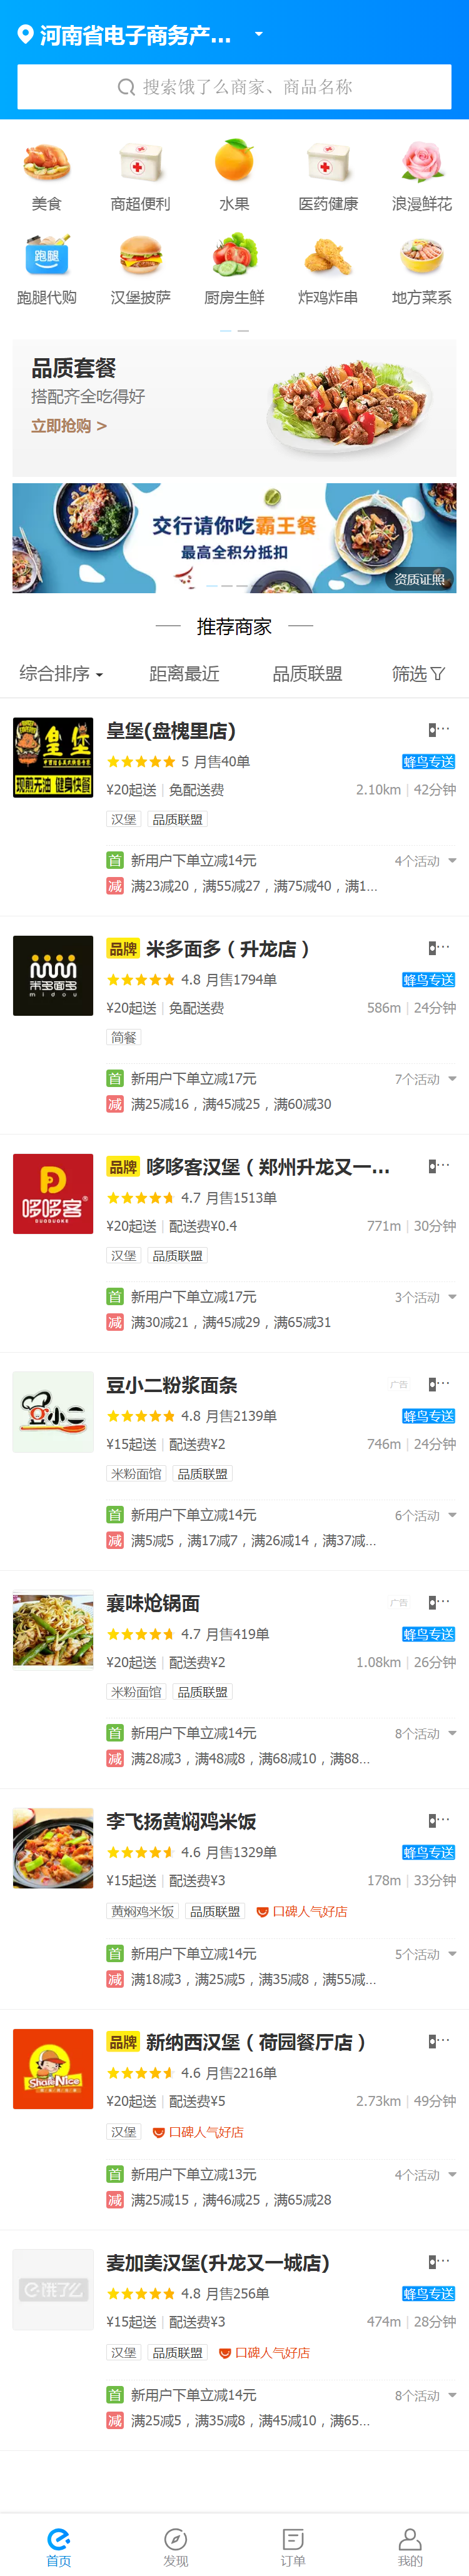 河南省电子商务产...
搜索饿了么商家、商品名称
美食 商超便利 水果 医药健康 浪漫鲜花
跑腿
跑腿代购 汉堡披萨 厨房生鲜 炸鸡炸串 地方菜系
品质套餐
搭配齐全吃得好
立即抢购 >
交行请你吃霸王餐
最高全积分抵扣
资质证照
推荐商家
综合排序 距离最近 品质联盟 筛选
皇堡
现煎无油 健身快餐
皇堡(盘槐里店)
5 月售40单 蜂鸟专送
¥20起送 | 免配送费 2.10km | 42分钟
汉堡 品质联盟
首 新用户下单立减14元 4个活动
减 满23减20，满55减27，满75减40，满1...
米多面多
midou
品牌 米多面多（升龙店）
4.8 月售1794单 蜂鸟专送
¥20起送 | 免配送费 586m | 24分钟
简餐
首 新用户下单立减17元 7个活动
减 满25减16，满45减25，满60减30
哆哆客
DUODUOKE
品牌 哆哆客汉堡（郑州升龙又一...
4.7 月售1513单
¥20起送 | 配送费¥0.4 771m | 30分钟
汉堡 品质联盟
首 新用户下单立减17元 3个活动
减 满30减21，满45减29，满65减31
豆小二
豆小二粉浆面条 广告
4.8 月售2139单 蜂鸟专送
¥15起送 | 配送费¥2 746m | 24分钟
米粉面馆 品质联盟
首 新用户下单立减14元 6个活动
减 满5减5，满17减7，满26减14，满37减...
襄味炝锅面 广告
4.7 月售419单 蜂鸟专送
¥20起送 | 配送费¥2 1.08km | 26分钟
米粉面馆 品质联盟
首 新用户下单立减14元 8个活动
减 满28减3，满48减8，满68减10，满88...
李飞扬黄焖鸡米饭
4.6 月售1329单 蜂鸟专送
¥15起送 | 配送费¥3 178m | 33分钟
黄焖鸡米饭 品质联盟 口碑人气好店
首 新用户下单立减14元 5个活动
减 满18减3，满25减5，满35减8，满55减...
ShaleNice
品牌 新纳西汉堡（荷园餐厅店）
4.6 月售2216单
¥20起送 | 配送费¥5 2.73km | 49分钟
汉堡 口碑人气好店
首 新用户下单立减13元 4个活动
减 满25减15，满46减25，满65减28
饿了么
麦加美汉堡(升龙又一城店)
4.8 月售256单 蜂鸟专送
¥15起送 | 配送费¥3 474m | 28分钟
汉堡 品质联盟 口碑人气好店
首 新用户下单立减14元 8个活动
减 满25减5，满35减8，满45减10，满65...
首页 发现 订单 我的